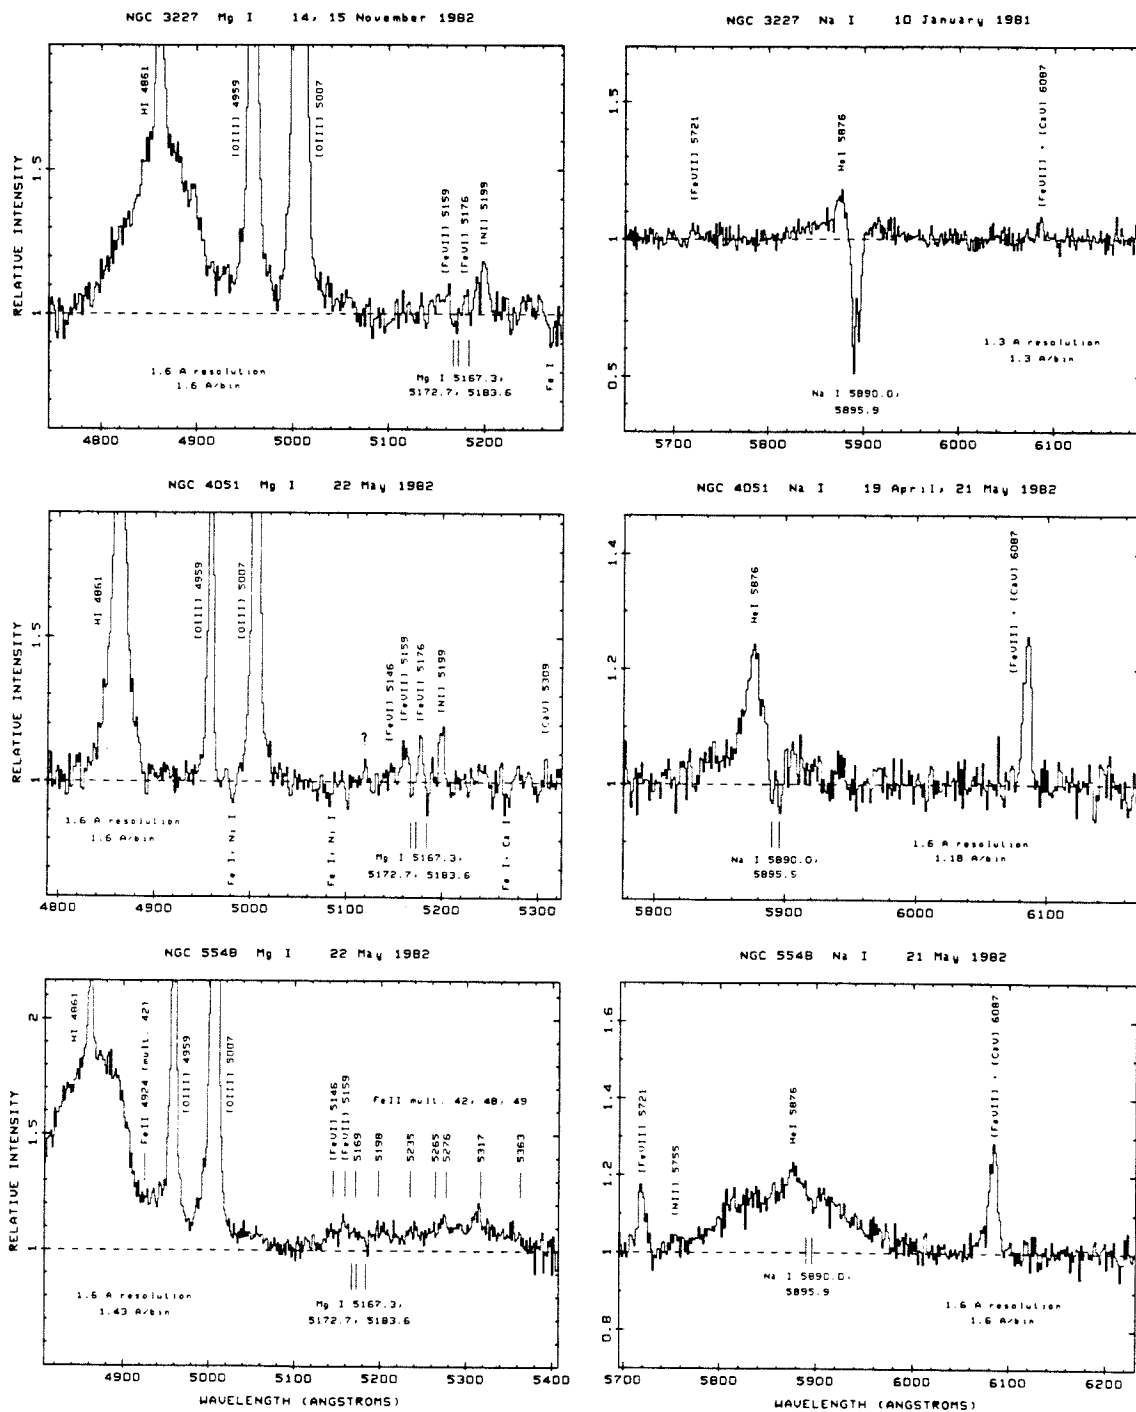 NGC 3227 Mg I 14, 15 November 1982
RELATIVE INTENSITY
1.5
1
HI 4861
[OIII] 4959
[OIII] 5007
[FeVII] 5159
[FeVI] 5176
[NI] 5199
1.6 A resolution
1.6 A/bin
Mg I 5167.3,
5172.7, 5183.6
Fe I
4800 4900 5000 5100 5200
NGC 3227 Na I 10 January 1981
1.5
1
0.5
[FeVII] 5721
HeI 5876
[FeVII] + [CaV] 6087
1.3 A resolution
1.3 A/bin
Na I 5890.0,
5895.9
5700 5800 5900 6000 6100
NGC 4051 Mg I 22 May 1982
RELATIVE INTENSITY
1.5
1
HI 4861
[OIII] 4959
[OIII] 5007
?
[FeVI] 5146
[FeVII] 5159
[FeVI] 5176
[NI] 5199
[CaV] 5309
1.6 A resolution
1.6 A/bin
Fe I, Ni I
Fe I, Ni I
Mg I 5167.3,
5172.7, 5183.6
Fe I, Ca I
4800 4900 5000 5100 5200 5300
NGC 4051 Na I 19 April, 21 May 1982
1.4
1.2
1
HeI 5876
[FeVII] + [CaV] 6087
Na I 5890.0,
5895.5
1.6 A resolution
1.18 A/bin
5800 5900 6000 6100
NGC 5548 Mg I 22 May 1982
RELATIVE INTENSITY
2
1.5
1
HI 4861
FeII 4924 (mult. 42)
[OIII] 4959
[OIII] 5007
[FeVI] 5146
[FeVII] 5159
5169
5198
5235
5265
5276
5317
5363
FeII mult. 42, 48, 49
1.6 A resolution
1.43 A/bin
Mg I 5167.3,
5172.7, 5183.6
4900 5000 5100 5200 5300 5400
WAVELENGTH (ANGSTROMS)
NGC 5548 Na I 21 May 1982
1.6
1.4
1.2
1
0.8
[FeVII] 5721
[NII] 5755
HeI 5876
[FeVII] + [CaV] 6087
Na I 5890.0,
5895.9
1.6 A resolution
1.6 A/bin
5700 5800 5900 6000 6100 6200
WAVELENGTH (ANGSTROMS)